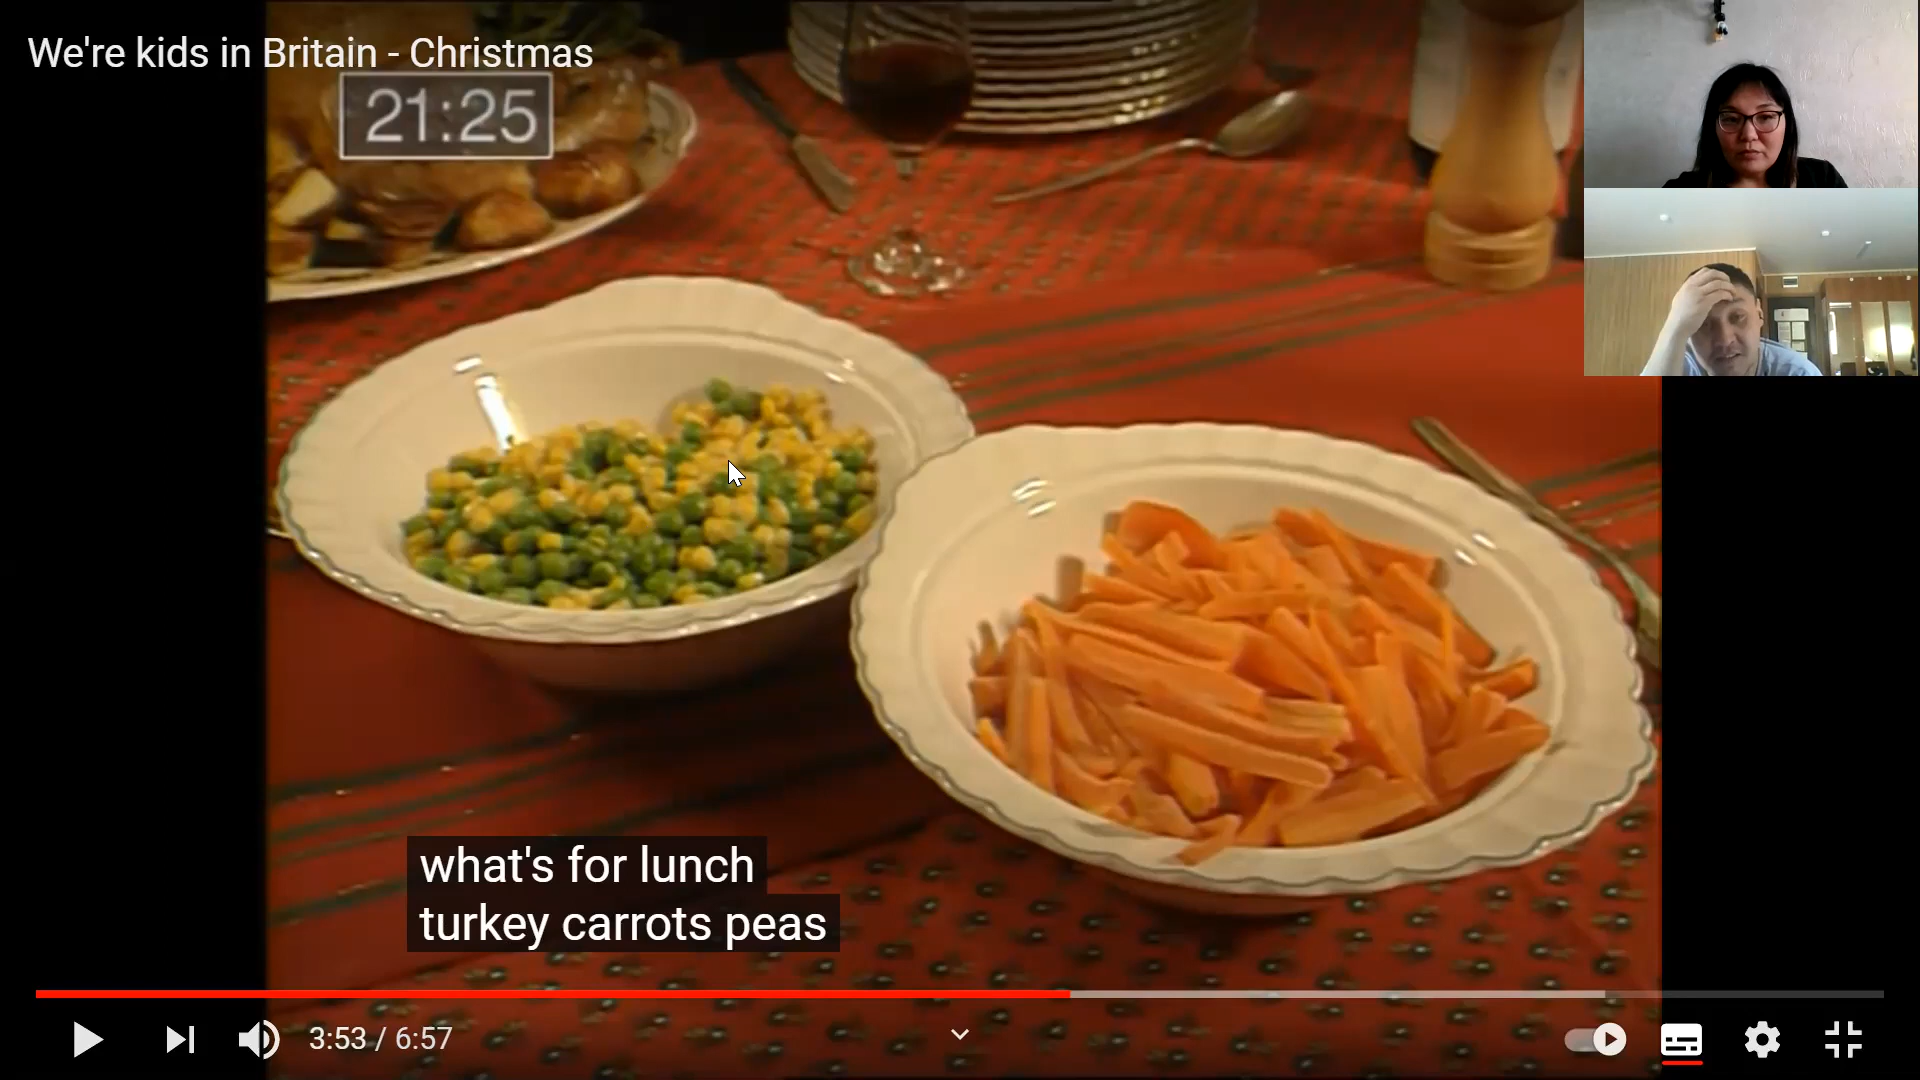 We're kids in Britain - Christmas
21:25
what's for lunch
turkey carrots peas
3:53 / 6:57